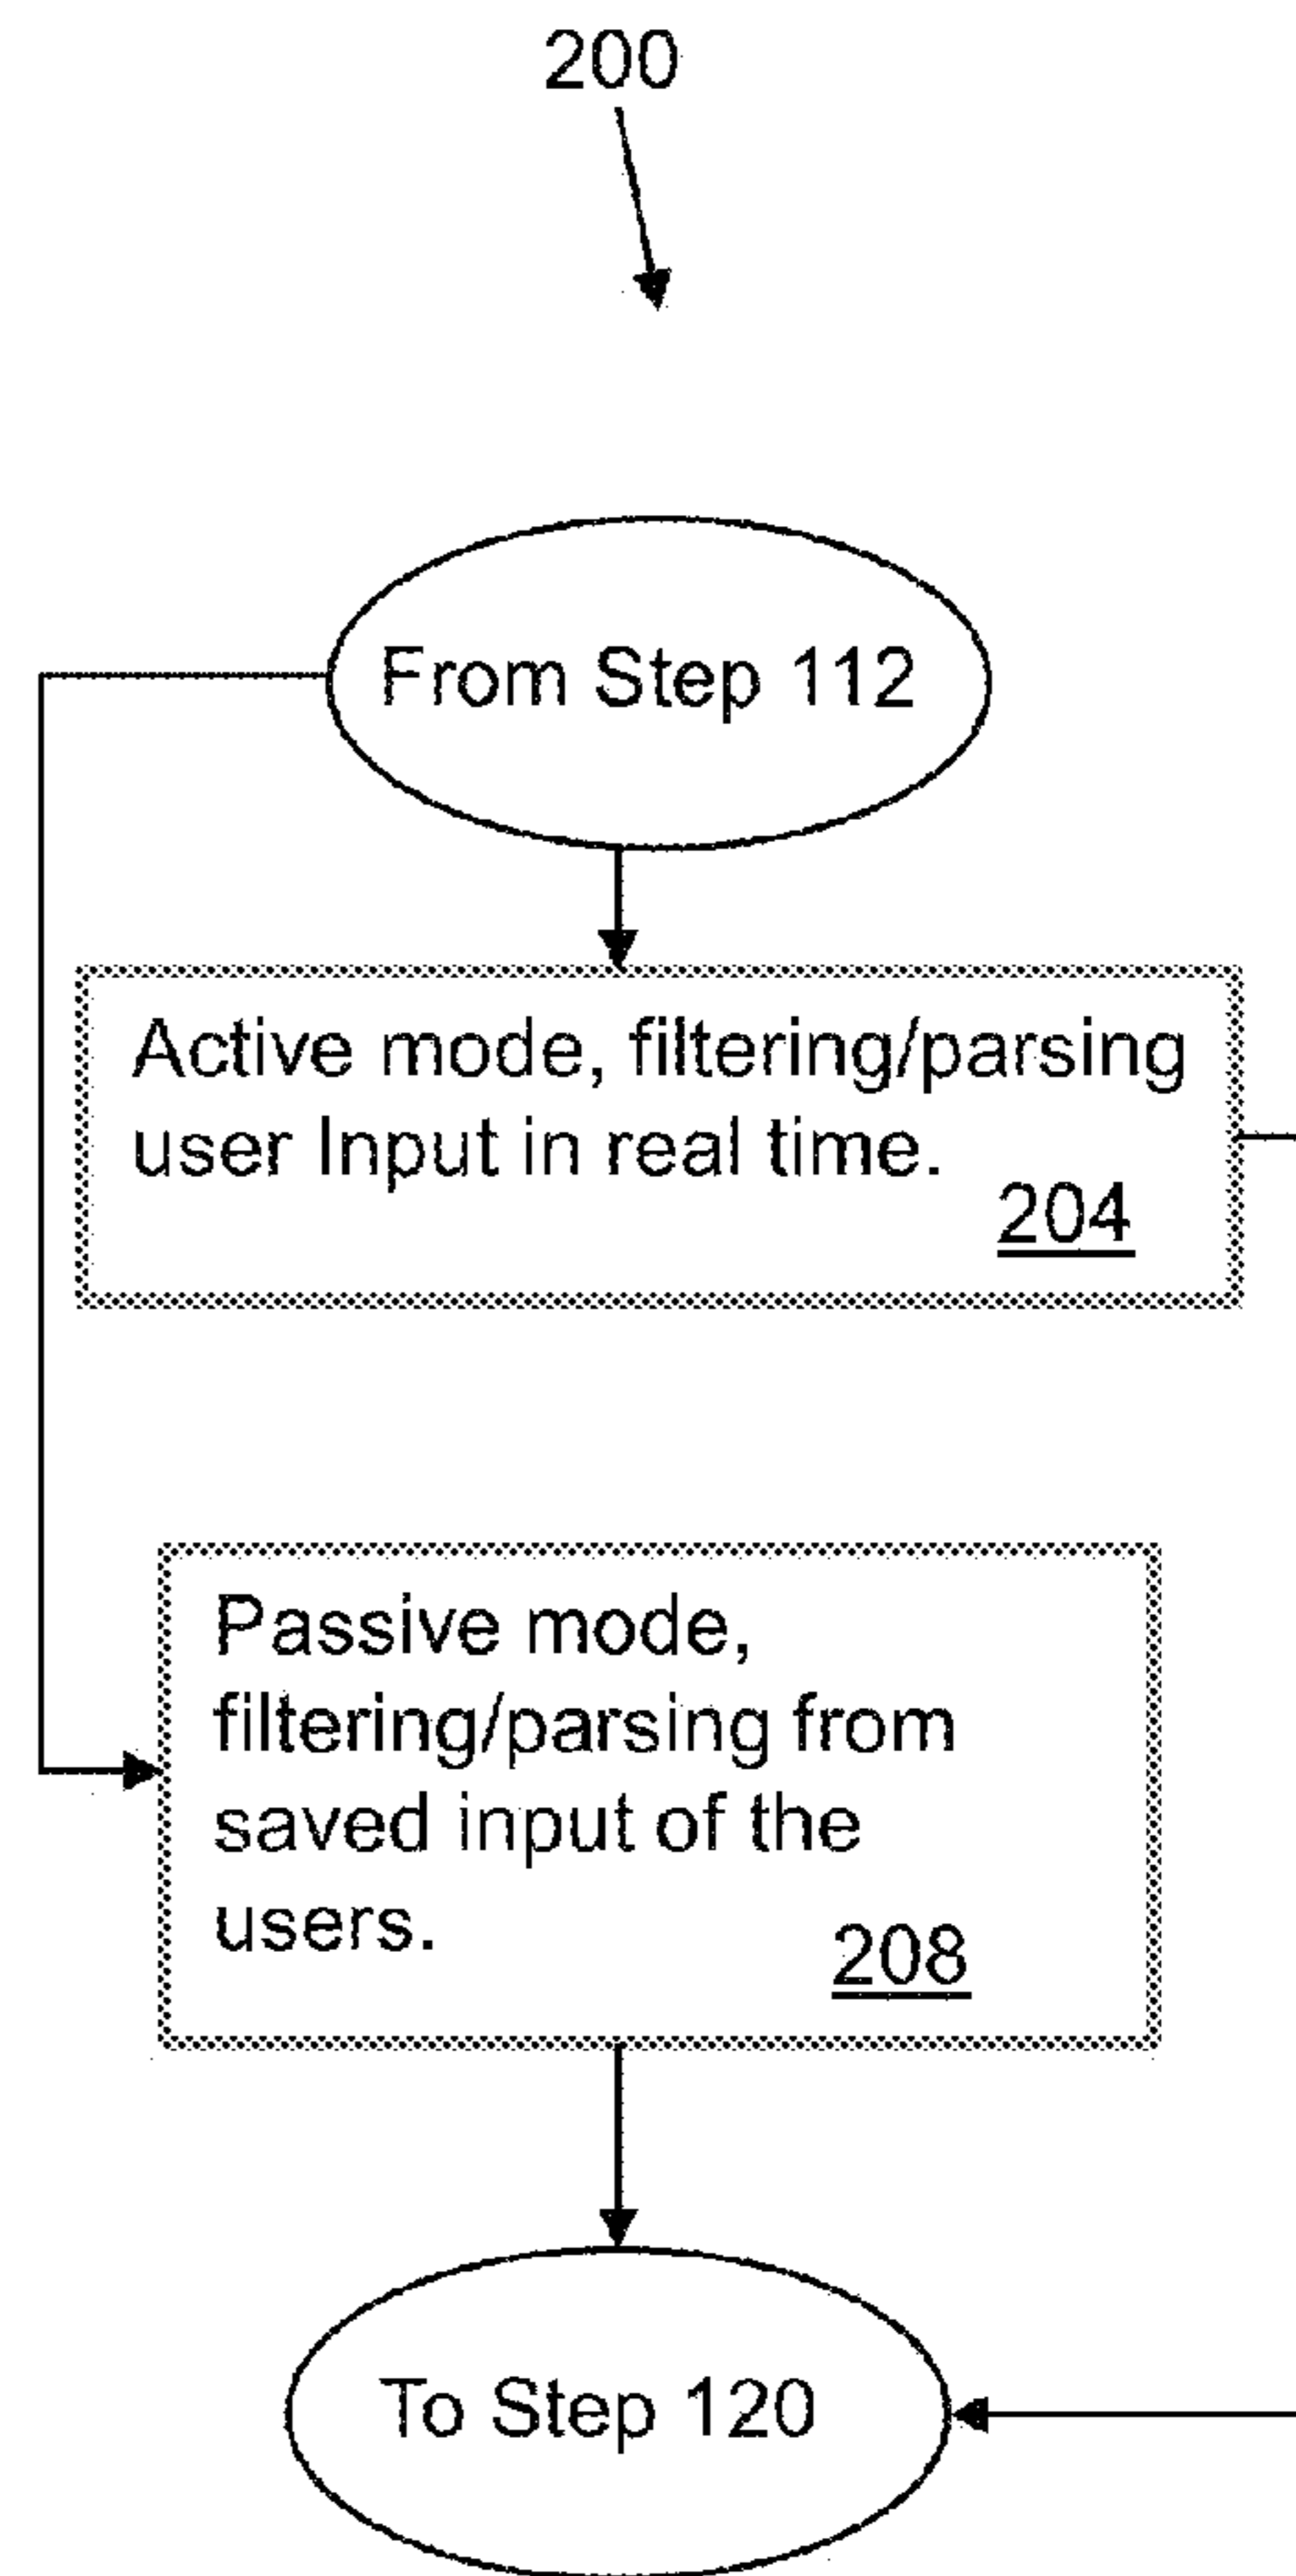 200
From Step 112
Active mode, filtering/parsing
user Input in real time.
204
Passive mode,
filtering/parsing from
saved input of the
users.
208
To Step 120